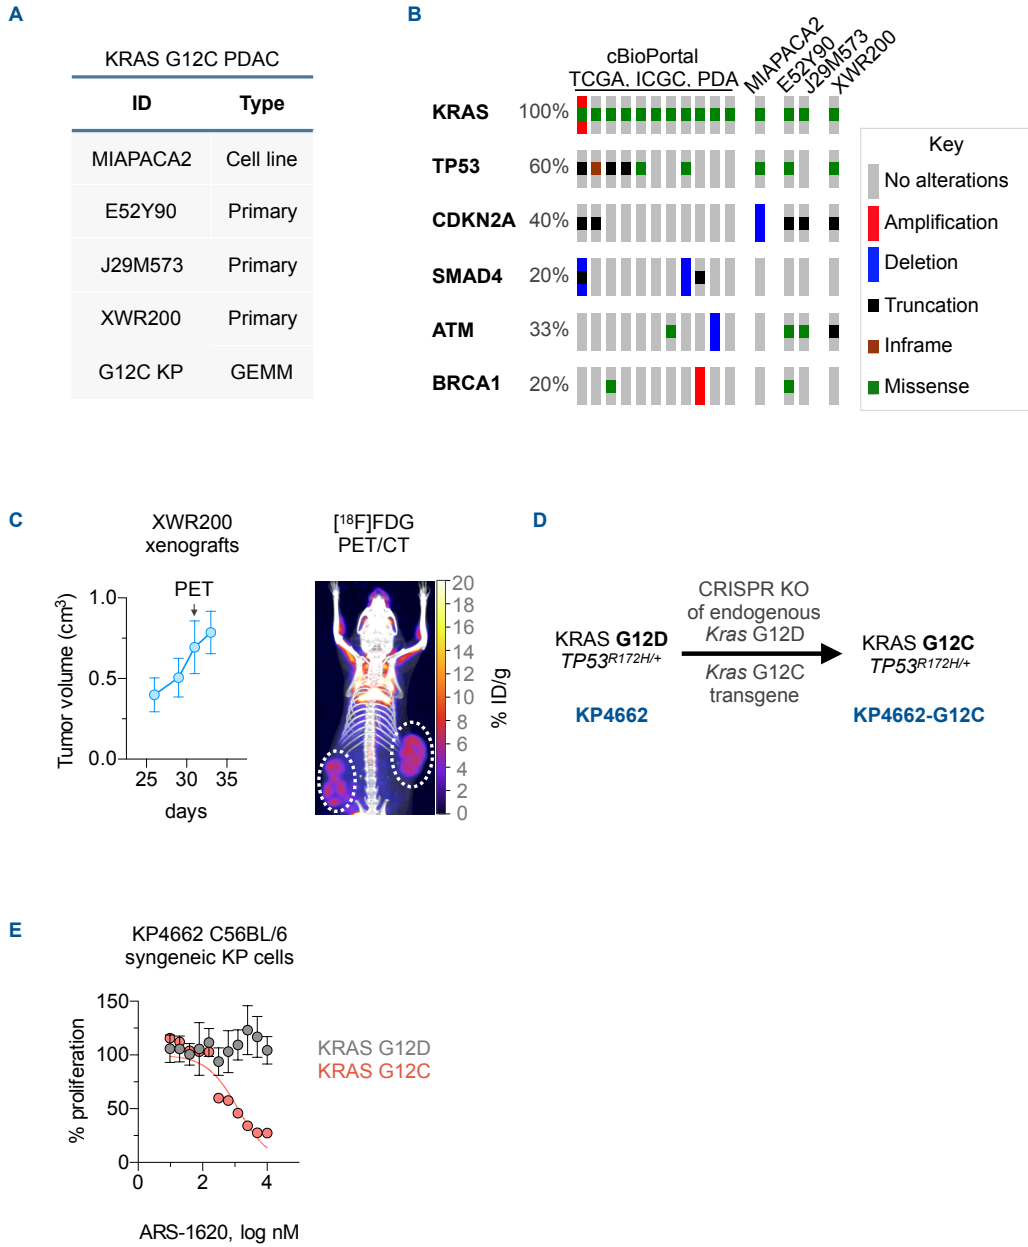 A
KRAS G12C PDAC
ID Type
MIAPACA2 Cell line
E52Y90 Primary
J29M573 Primary
XWR200 Primary
G12C KP GEMM
B
cBioPortal
TCGA, ICGC, PDA
MIAPACA2
E52Y90
J29M573
XWR200
KRAS 100%
TP53 60%
CDKN2A 40%
SMAD4 20%
ATM 33%
BRCA1 20%
Key
No alterations
Amplification
Deletion
Truncation
Inframe
Missense
C
XWR200
xenografts
PET
Tumor volume (cm³)
1.0
0.5
0.0
25 30 35
days
[¹⁸F]FDG
PET/CT
20
18
16
14
12
10
8
6
4
2
0
% ID/g
D
KRAS G12D
TP53R172H/+
KP4662
CRISPR KO
of endogenous
Kras G12D
Kras G12C
transgene
KRAS G12C
TP53R172H/+
KP4662-G12C
E
KP4662 C56BL/6
syngeneic KP cells
% proliferation
150
100
50
0
0 2 4
ARS-1620, log nM
KRAS G12D
KRAS G12C